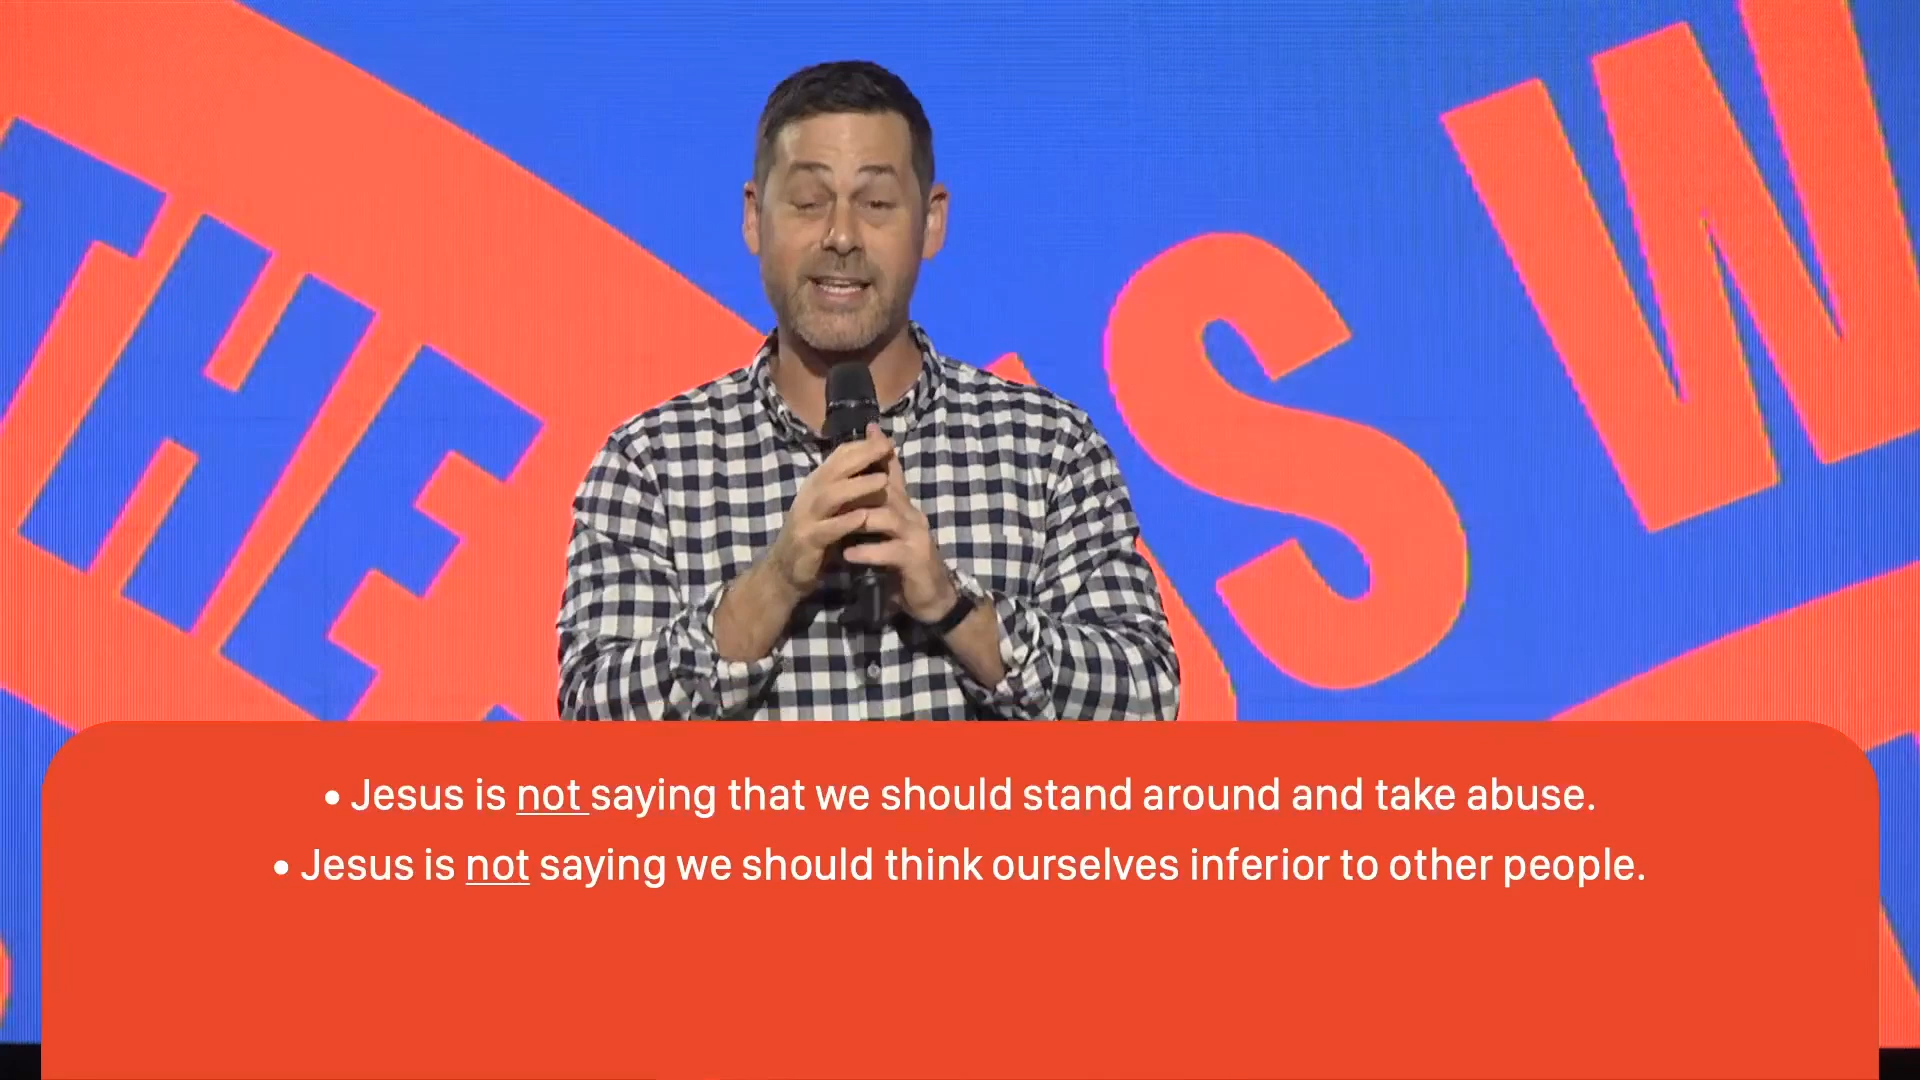 THE
S W
• Jesus is not saying that we should stand around and take abuse.
• Jesus is not saying we should think ourselves inferior to other people.